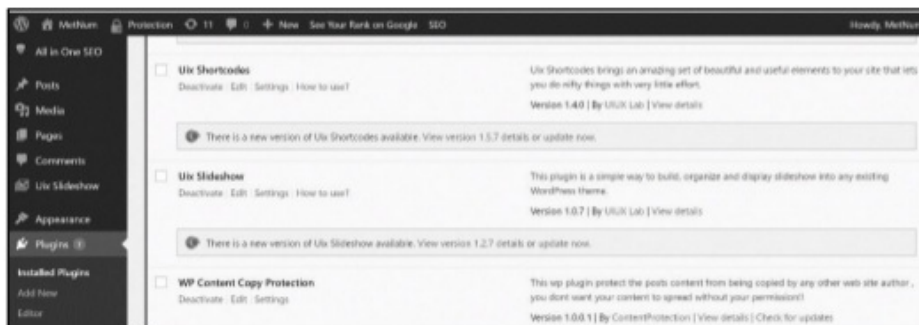 MetNum Protection 11 0 + New See Your Rank on Google SEO Howdy, MetNum
All in One SEO
Posts
Media
Pages
Comments
Uix Slideshow
Appearance
Plugins
Installed Plugins
Add New
Editor
Uix Shortcodes
Deactivate | Edit | Settings | How to use?
Uix Shortcodes brings an amazing set of beautiful and useful elements to your site that lets
you do nifty things with very little effort.
Version 1.4.0 | By UIUX Lab | View details
There is a new version of Uix Shortcodes available. View version 1.5.7 details or update now.
Uix Slideshow
Deactivate | Edit | Settings | How to use?
This plugin is a simple way to build, organize and display slideshow into any existing
WordPress theme.
Version 1.0.7 | By UIUX Lab | View details
There is a new version of Uix Slideshow available. View version 1.2.7 details or update now.
WP Content Copy Protection
Deactivate | Edit | Settings
This wp plugin protect the posts content from being copied by any other web site author ,
you dont want your content to spread without your permission!!
Version 1.0.0.1 | By ContentProtection | View details | Check for updates